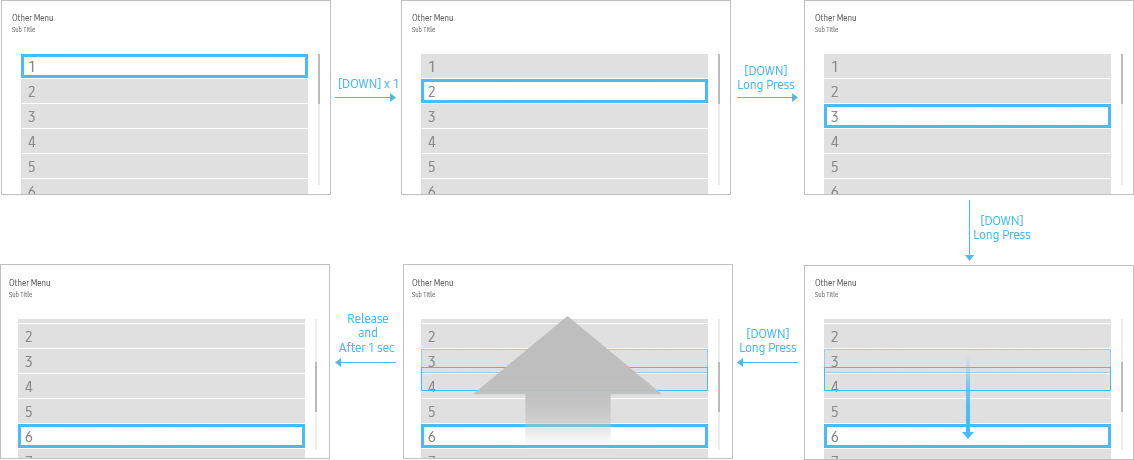 Other Menu
Sub Title
1
2
3
4
5
6
[DOWN] x 1
Other Menu
Sub Title
1
2
3
4
5
6
[DOWN]
Long Press
Other Menu
Sub Title
1
2
3
4
5
6
[DOWN]
Long Press
Other Menu
Sub Title
2
3
4
5
6
7
[DOWN]
Long Press
Other Menu
Sub Title
2
3
4
5
6
7
Release
and
After 1 sec
Other Menu
Sub Title
2
3
4
5
6
7